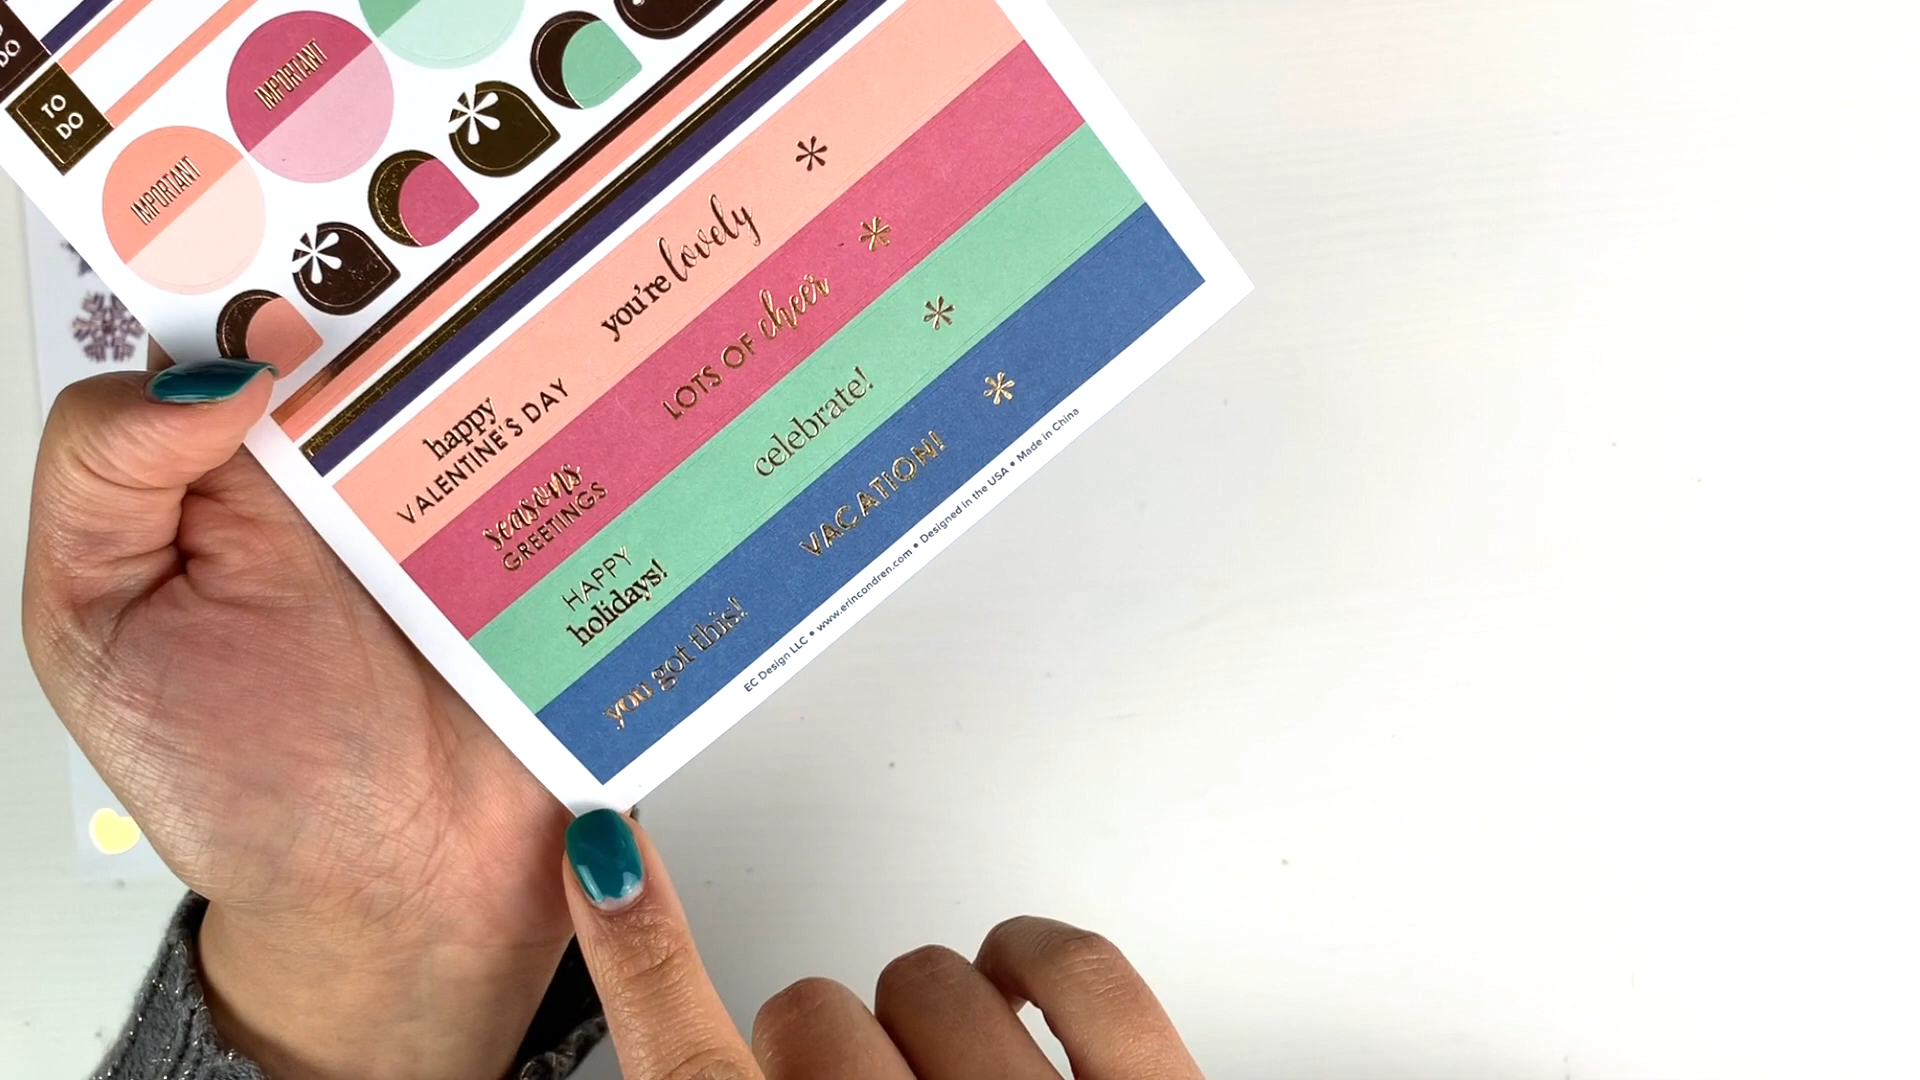 DO
TO
DO
IMPORTANT
IMPORTANT
happy
VALENTINE'S DAY
you're lovely
seasons
GREETINGS
LOTS OF cheer
HAPPY
holidays!
celebrate!
you got this!
VACATION!
EC Design LLC • www.erincondren.com • Designed in the USA • Made in China